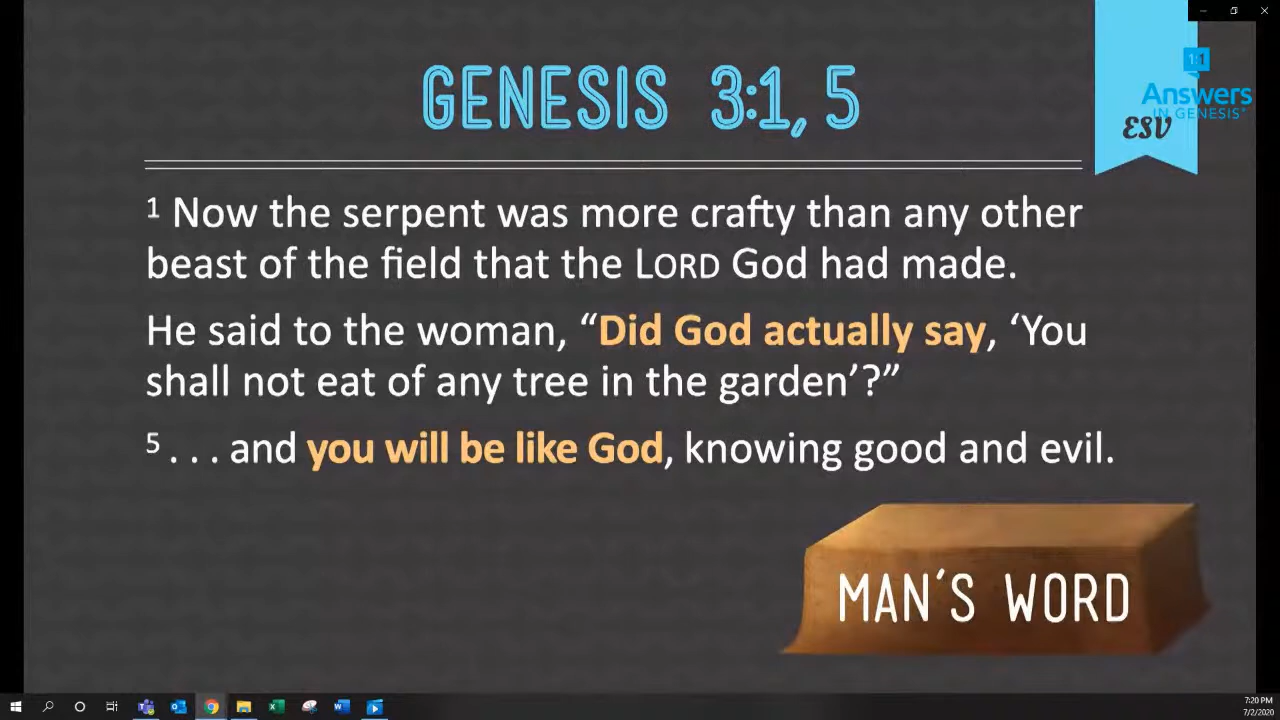 GENESIS 3:1, 5
1:1
Answers
IN GENESIS
ESV
1 Now the serpent was more crafty than any other
beast of the field that the LORD God had made.
He said to the woman, “Did God actually say, ‘You
shall not eat of any tree in the garden’?”
5 . . . and you will be like God, knowing good and evil.
MAN’S WORD
7:20 PM
7/2/2020